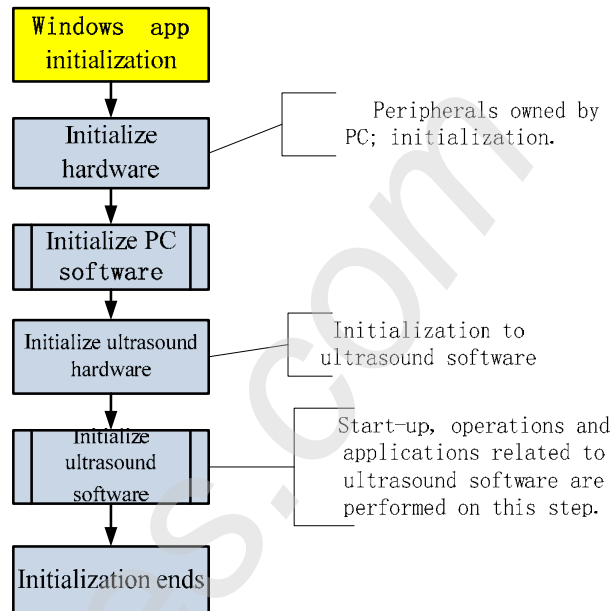 Windows app
initialization
Initialize
hardware
Peripherals owned by
PC; initialization.
Initialize PC
software
Initialize ultrasound
hardware
Initialization to
ultrasound software
Initialize
ultrasound
software
Start-up, operations and
applications related to
ultrasound software are
performed on this step.
Initialization ends
es.com